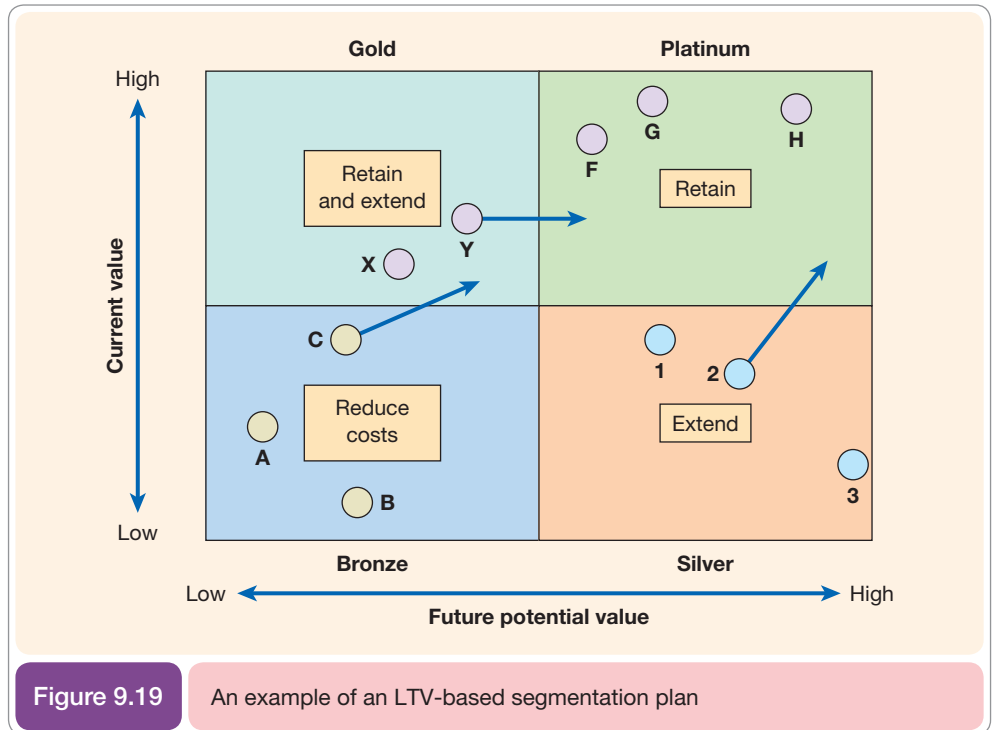 Gold
Platinum
High
G
H
F
Retain
and extend
Retain
Y
X
Current value
C
1
2
Reduce
costs
Extend
A
3
B
Low
Bronze
Silver
Low
High
Future potential value
Figure 9.19
An example of an LTV-based segmentation plan